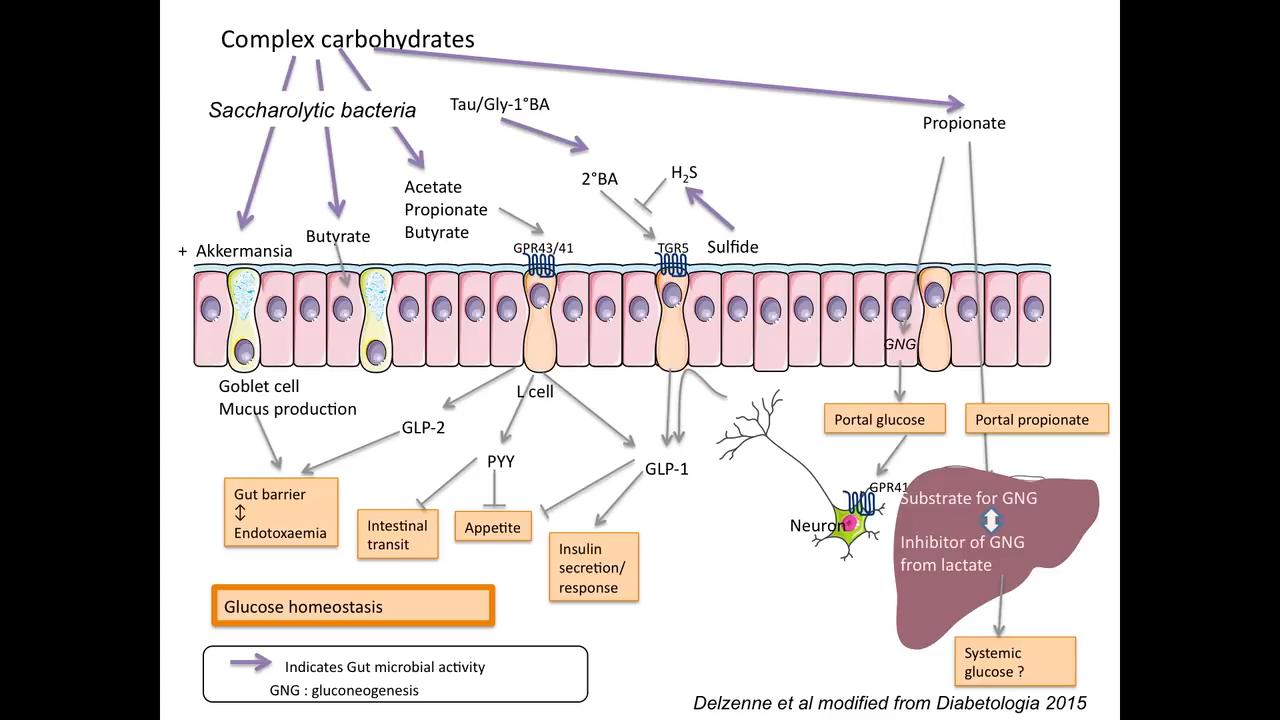 Complex carbohydrates
Saccharolytic bacteria
Tau/Gly-1°BA
Propionate
2°BA
H₂S
Acetate
Propionate
Butyrate
Butyrate
+ Akkermansia
GPR43/41
TGR5
Sulfide
GNG
Goblet cell
Mucus production
L cell
GLP-2
PYY
GLP-1
Portal glucose
Portal propionate
GPR41
Neuron
Substrate for GNG
Inhibitor of GNG
from lactate
Gut barrier
↕
Endotoxaemia
Intestinal
transit
Appetite
Insulin
secretion/
response
Glucose homeostasis
Systemic
glucose ?
Indicates Gut microbial activity
GNG : gluconeogenesis
Delzenne et al modified from Diabetologia 2015